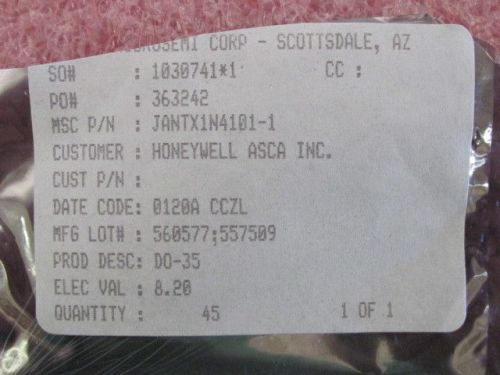 CORP - SCOTTSDALE, AZ
SO# : 1030741*1 CC :
PO# : 363242
MSC P/N : JANTX1N4101-1
CUSTOMER : HONEYWELL ASCA INC.
CUST P/N :
DATE CODE: 0120A CCZL
MFG LOT# : 560577;557509
PROD DESC: DO-35
ELEC VAL : 8.20
QUANTITY : 45 1 OF 1